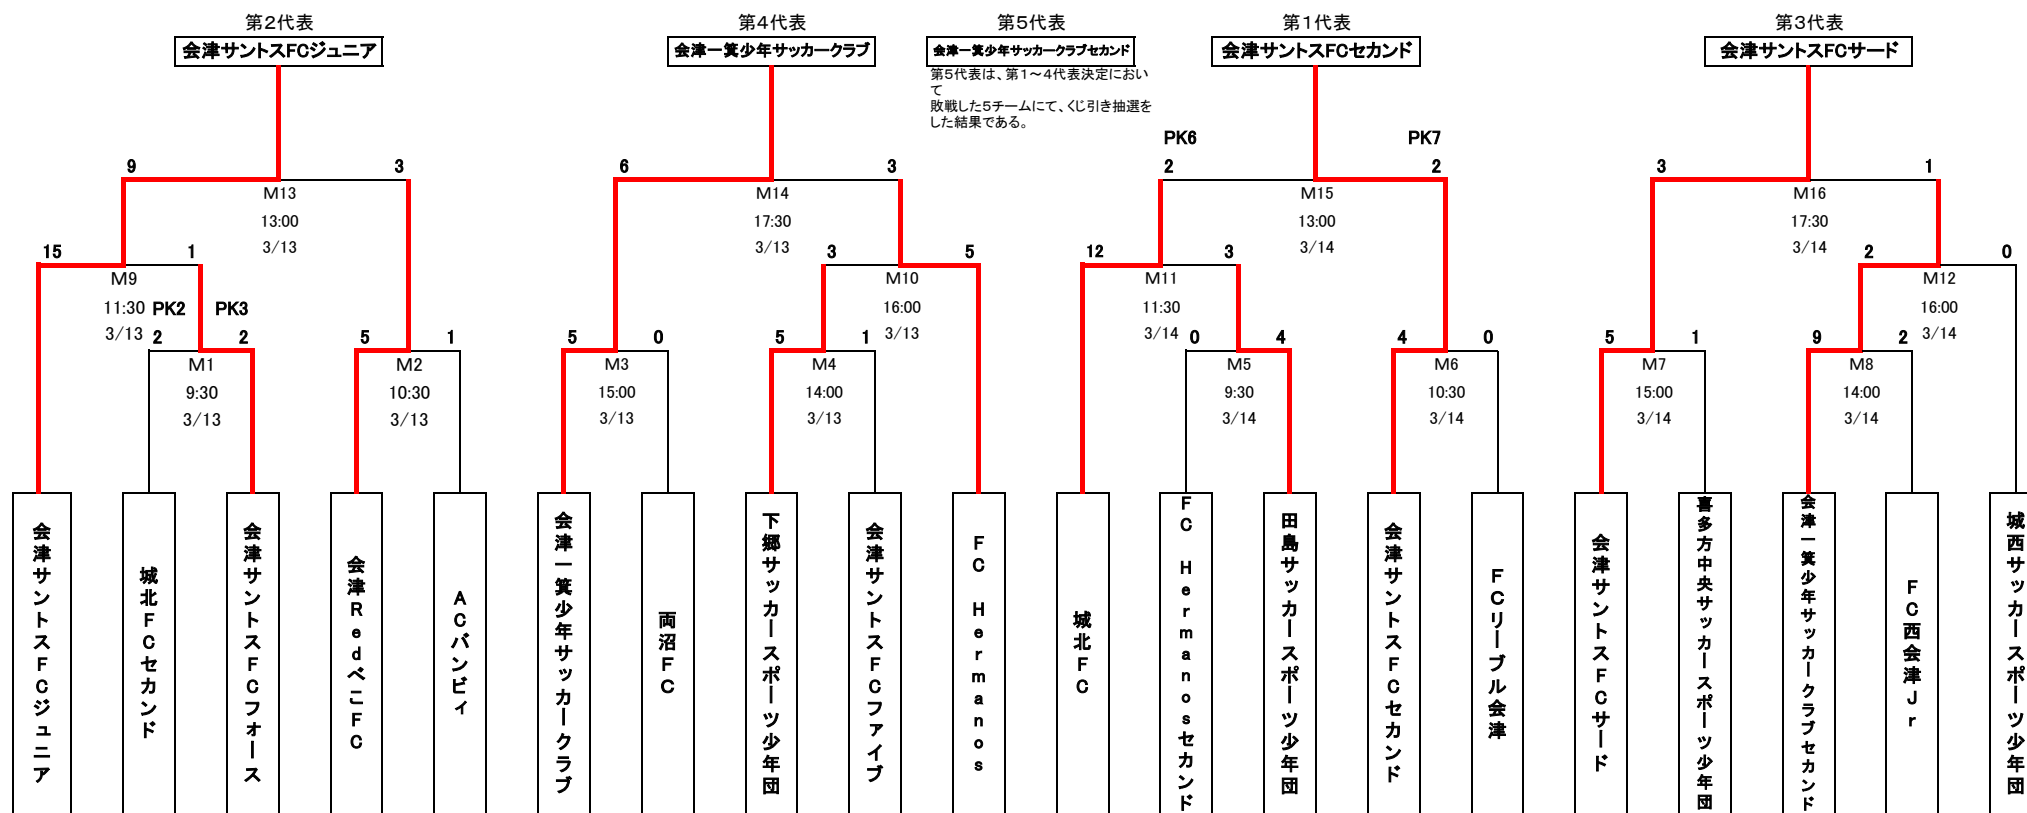 第2代表
会津サントスFCジュニア
第4代表
会津一箕少年サッカークラブ
第5代表
会津一箕少年サッカークラブセカンド
第5代表は、第1～4代表決定におい
て
敗戦した5チームにて、くじ引き抽選を
した結果である。
第1代表
会津サントスFCセカンド
第3代表
会津サントスFCサード
PK6
PK7
9
3
6
3
2
2
3
1
M13
13:00
3/13
M14
17:30
3/13
M15
13:00
3/14
M16
17:30
3/14
15
1
3
5
12
3
2
0
M9
11:30
3/13
M10
16:00
3/13
M11
11:30
3/14
M12
16:00
3/14
PK2
PK3
2
2
5
1
5
0
5
1
0
4
4
0
5
1
9
2
M1
9:30
3/13
M2
10:30
3/13
M3
15:00
3/13
M4
14:00
3/13
M5
9:30
3/14
M6
10:30
3/14
M7
15:00
3/14
M8
14:00
3/14
会津サントスFCジュニア
城北FCセカンド
会津サントスFCフォース
会津RedべこFC
ACバンビィ
会津一箕少年サッカークラブ
両沼FC
下郷サッカースポーツ少年団
会津サントスFCファイブ
FC Hermanos
城北FC
FC Hermanosセカンド
田島サッカースポーツ少年団
会津サントスFCセカンド
FCリーブル会津
会津サントスFCサード
喜多方中央サッカースポーツ少年団
会津一箕少年サッカークラブセカンド
FC西会津Jr
城西サッカースポーツ少年団